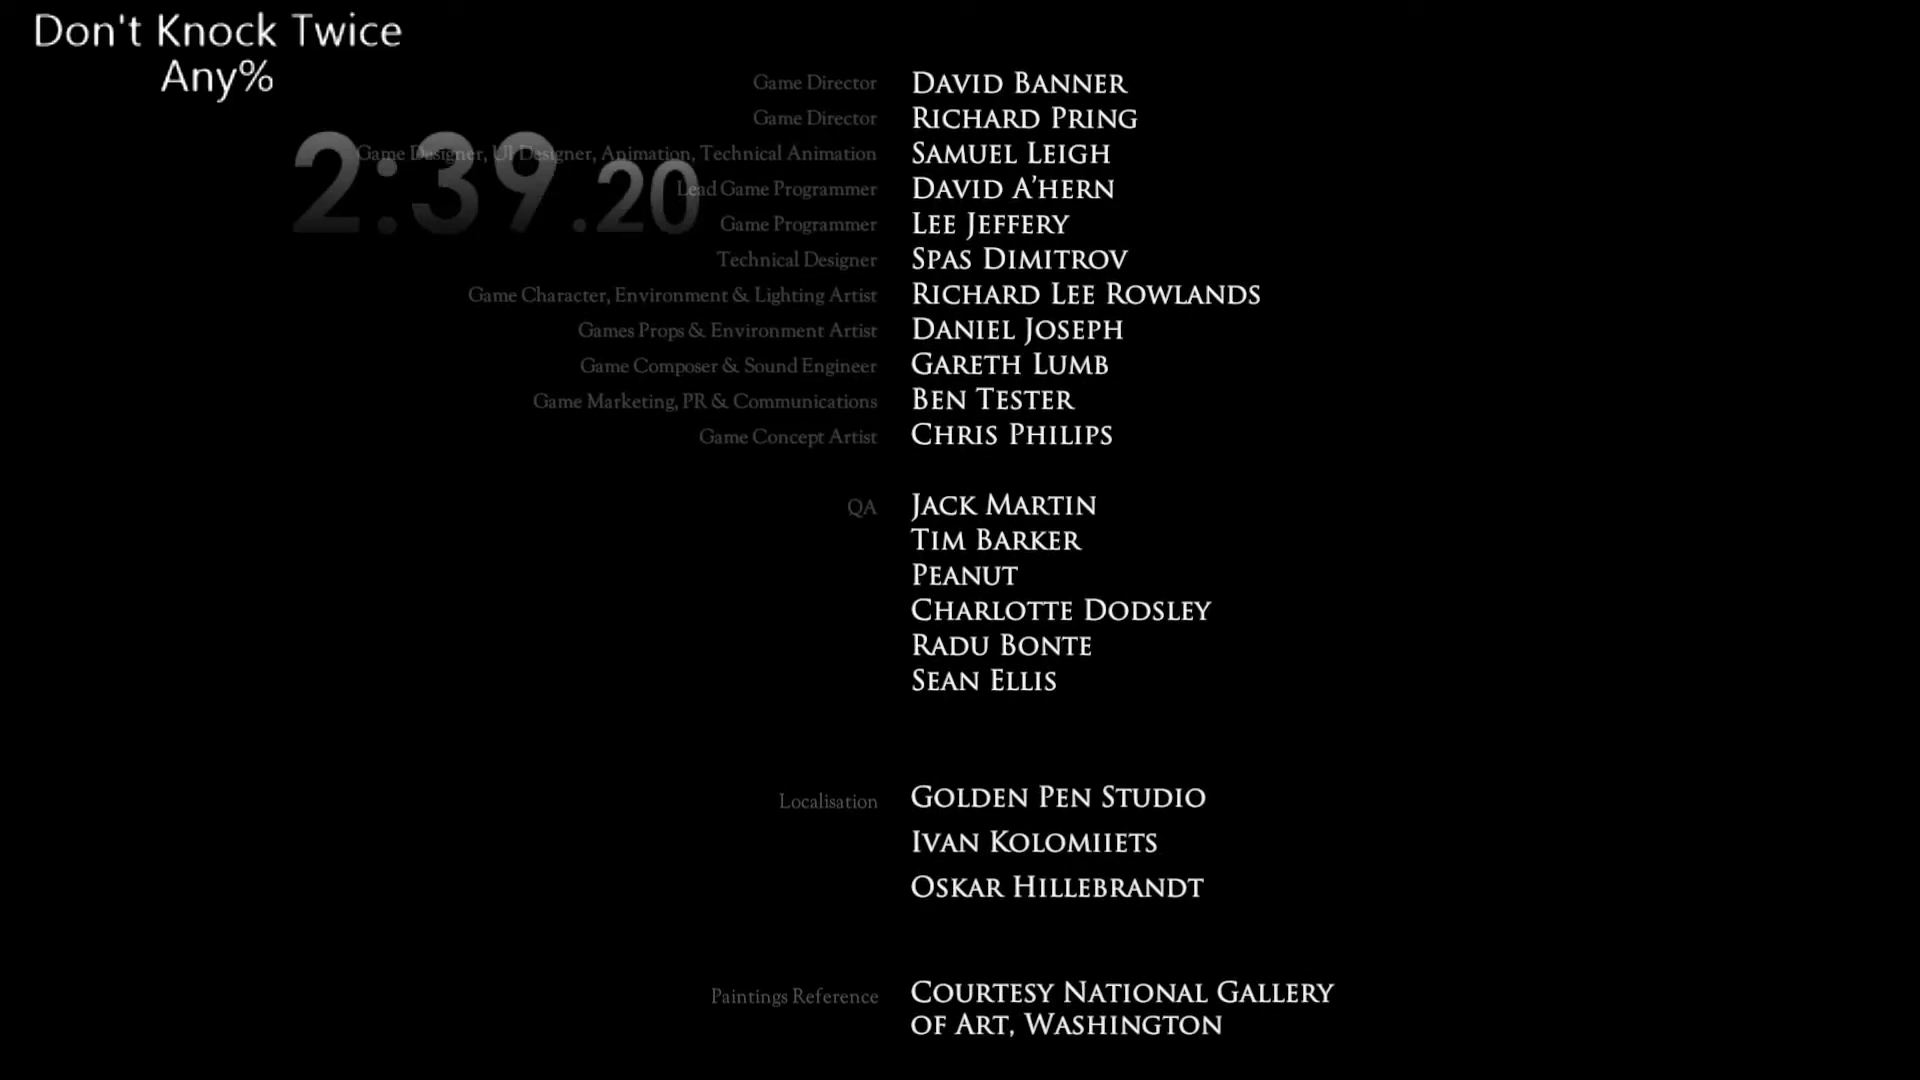 Don't Knock Twice
Any%
2:39.20
Game Director DAVID BANNER
Game Director RICHARD PRING
Game Designer, UI Designer, Animation, Technical Animation SAMUEL LEIGH
Lead Game Programmer DAVID A'HERN
Game Programmer LEE JEFFERY
Technical Designer SPAS DIMITROV
Game Character, Environment & Lighting Artist RICHARD LEE ROWLANDS
Games Props & Environment Artist DANIEL JOSEPH
Game Composer & Sound Engineer GARETH LUMB
Game Marketing, PR & Communications BEN TESTER
Game Concept Artist CHRIS PHILIPS
QA JACK MARTIN
TIM BARKER
PEANUT
CHARLOTTE DODSLEY
RADU BONTE
SEAN ELLIS
Localisation GOLDEN PEN STUDIO
IVAN KOLOMIIETS
OSKAR HILLEBRANDT
Paintings Reference COURTESY NATIONAL GALLERY
OF ART, WASHINGTON